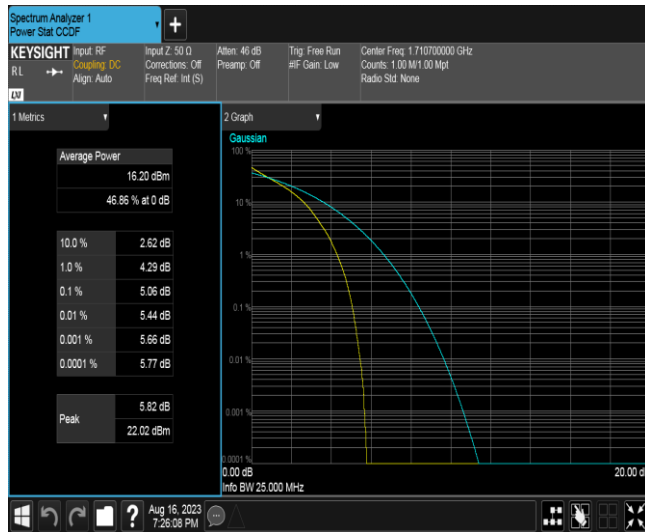 Spectrum Analyzer 1
Power Stat CCDF
+
KEYSIGHT
RL
LXI
Input: RF
Coupling: DC
Align: Auto
Input Z: 50 Ω
Corrections: Off
Freq Ref: Int (S)
Atten: 46 dB
Preamp: Off
Trig: Free Run
#IF Gain: Low
Center Freq: 1.710700000 GHz
Counts: 1.00 M/1.00 Mpt
Radio Std: None
1 Metrics
Average Power
16.20 dBm
46.86 % at 0 dB
10.0 % 2.62 dB
1.0 % 4.29 dB
0.1 % 5.06 dB
0.01 % 5.44 dB
0.001 % 5.66 dB
0.0001 % 5.77 dB
Peak
5.82 dB
22.02 dBm
2 Graph
Gaussian
100 %
10 %
1 %
0.1 %
0.01 %
0.001 %
0.0001 %
0.00 dB
20.00 d
Info BW 25.000 MHz
?
Aug 16, 2023
7:26:08 PM